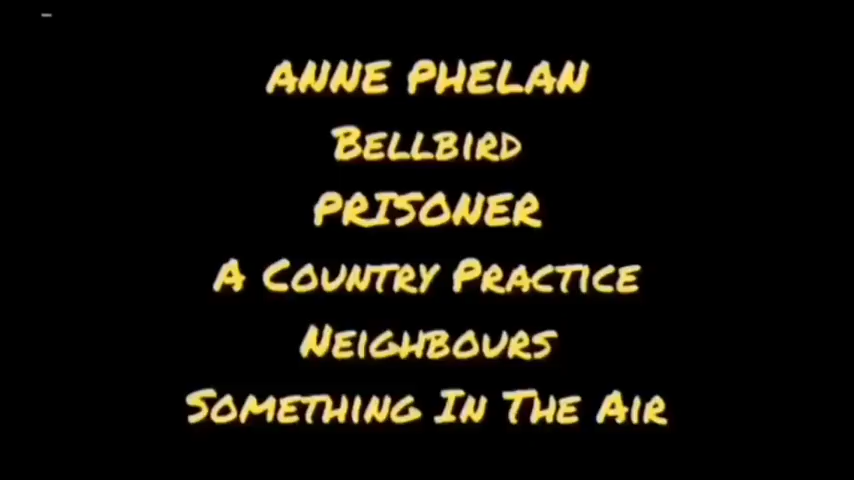 ANNE PHELAN
BELLBIRD
PRISONER
A COUNTRY PRACTICE
NEIGHBOURS
SOMETHING IN THE AIR